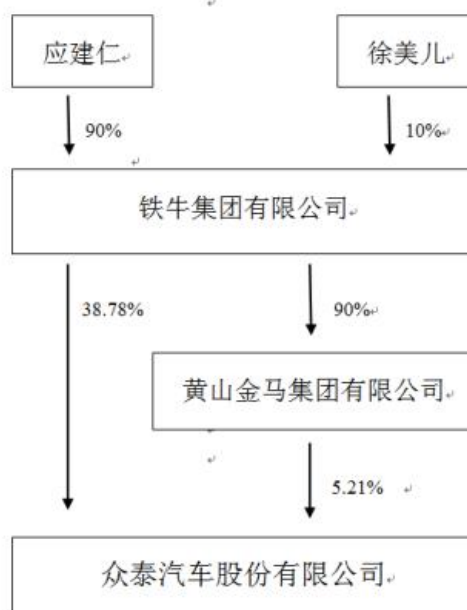 应建仁
徐美儿
90%
10%
铁牛集团有限公司
38.78%
90%
黄山金马集团有限公司
5.21%
众泰汽车股份有限公司